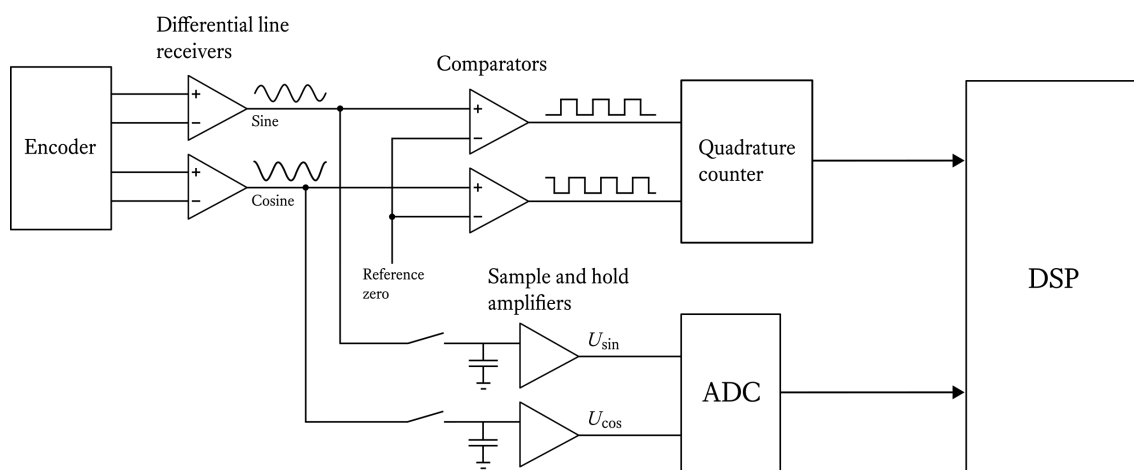 Differential line
receivers
Comparators
Encoder
+
−
+
−
Sine
Cosine
+
−
+
−
Quadrature
counter
Reference
zero
Sample and hold
amplifiers
DSP
U_sin
U_cos
ADC